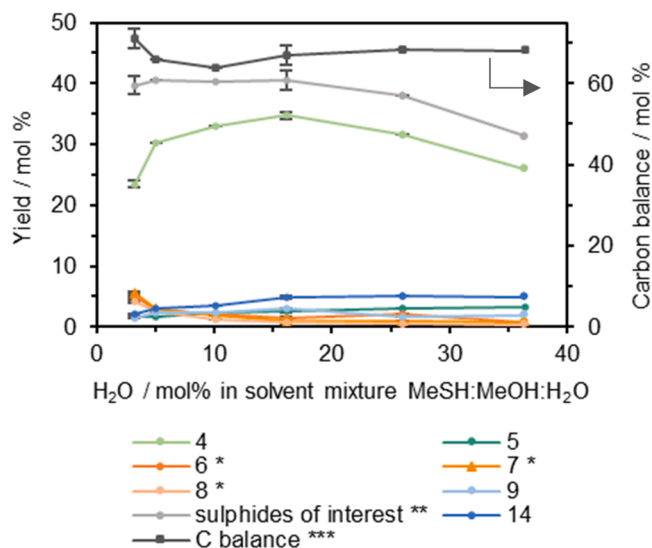 50
40
30
20
10
0
Yield / mol %
60
40
20
0
Carbon balance / mol %
0 10 20 30 40
H₂O / mol% in solvent mixture MeSH:MeOH:H₂O
4 5
6 * 7 *
8 * 9
sulphides of interest ** 14
C balance ***